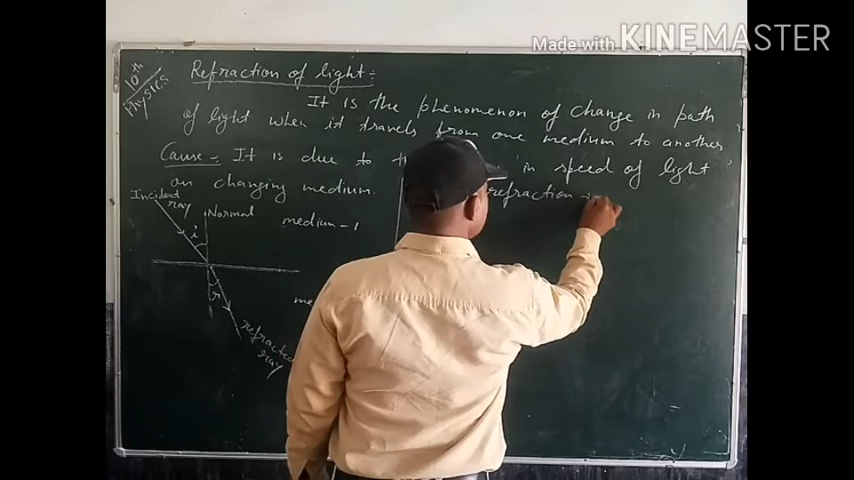 Made with KINEMASTER
10th
Physics
Refraction of light :-
It is the phenomenon of change in path
of light when it travels from one medium to another
Cause :- It is due to in speed of light
on changing medium.
refraction :-
Incident
ray
Normal
medium - 1
i
r
refracted
ray